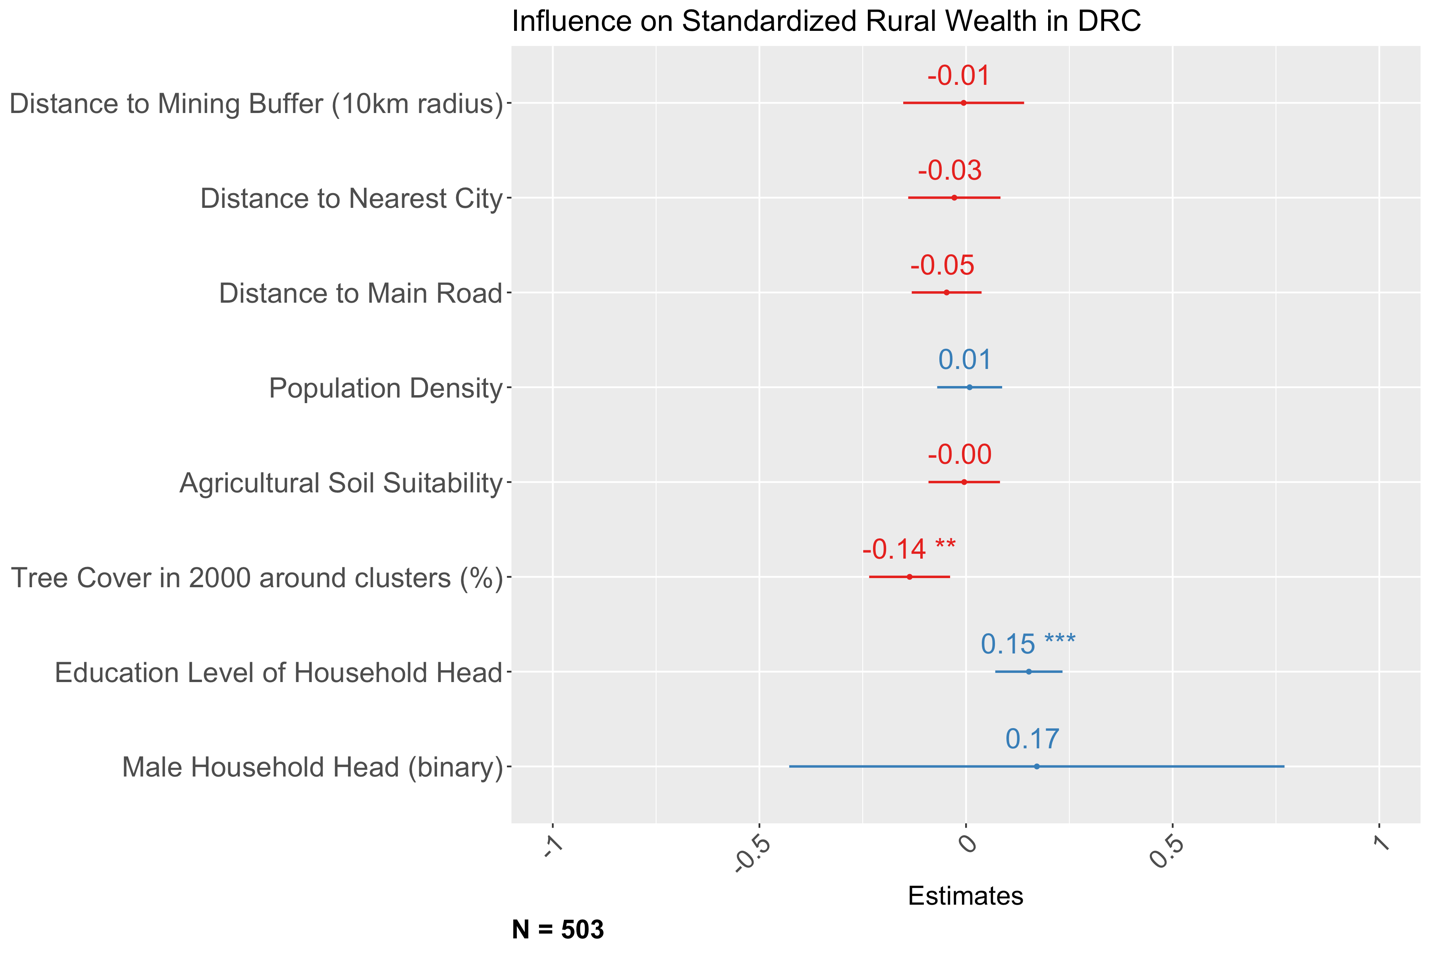 Influence on Standardized Rural Wealth in DRC
Distance to Mining Buffer (10km radius)
-0.01
Distance to Nearest City
-0.03
Distance to Main Road
-0.05
Population Density
0.01
Agricultural Soil Suitability
-0.00
Tree Cover in 2000 around clusters (%)
-0.14 **
Education Level of Household Head
0.15 ***
Male Household Head (binary)
0.17
-1
-0.5
0
0.5
1
Estimates
N = 503